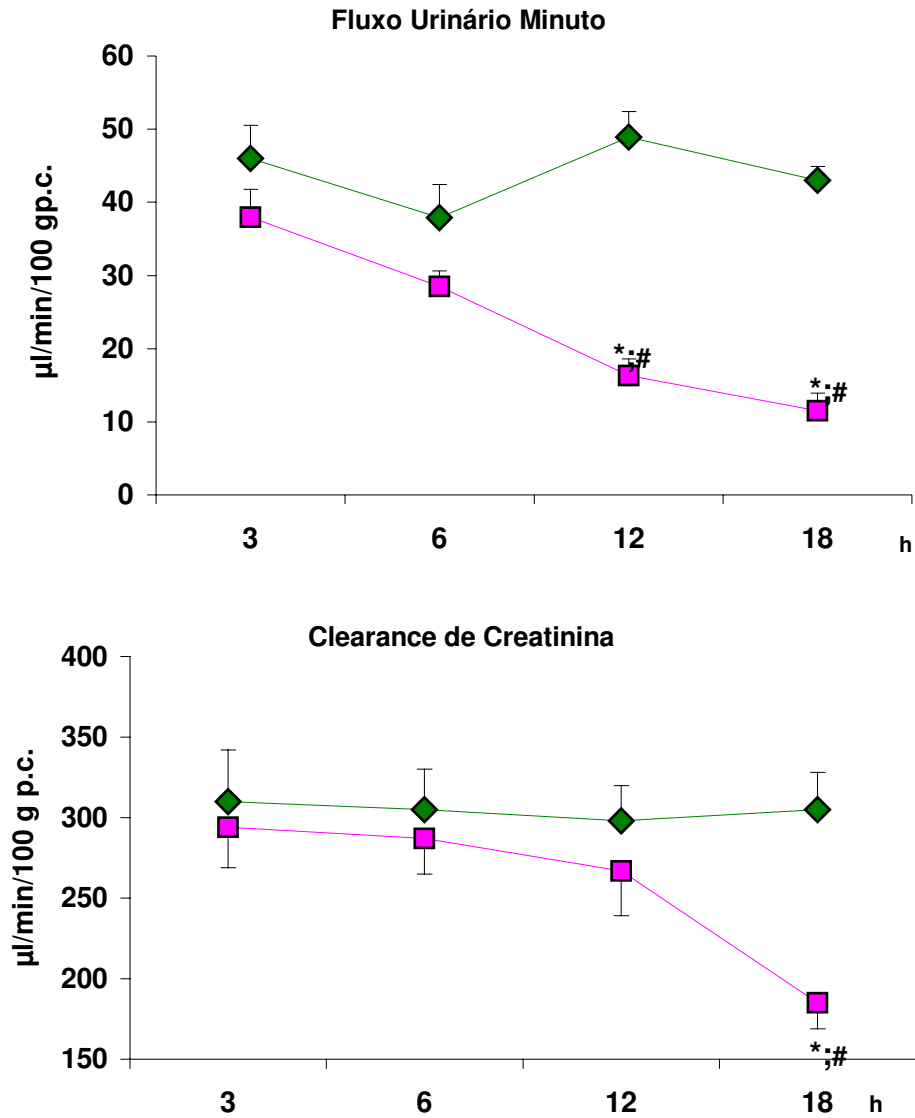 Fluxo Urinário Minuto
60
50
40
30
20
10
0
µl/min/100 gp.c.
*;#
*;#
3 6 12 18 h
Clearance de Creatinina
400
350
300
250
200
150
µl/min/100 g p.c.
*;#
3 6 12 18 h